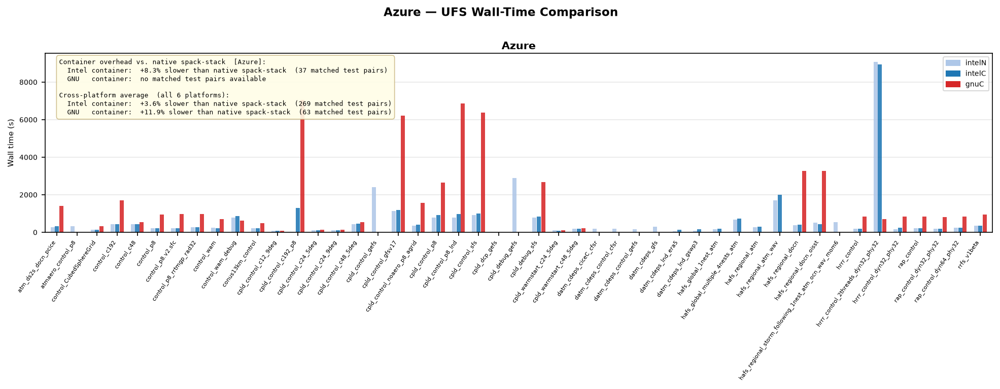 Azure — UFS Wall-Time Comparison
Azure
Container overhead vs. native spack-stack  [Azure]:
  Intel container:  +8.3% slower than native spack-stack  (37 matched test pairs)
  GNU   container:  no matched test pairs available
Cross-platform average  (all 6 platforms):
  Intel container:  +3.6% slower than native spack-stack  (269 matched test pairs)
  GNU   container:  +11.9% slower than native spack-stack  (63 matched test pairs)
intelN
intelC
gnuC
Wall time (s)
8000
6000
4000
2000
0
atm_ds2s_docn_pcice
atmaero_control_p8
control_CubedSphereGrid
control_c192
control_c48
control_p8
control_p8.v2.sfc
control_p8_rrtmgp_rad32
control_wam
control_wam_debug
conus13km_control
cpld_control_c12_9deg
cpld_control_c192_p8
cpld_control_c24_5deg
cpld_control_c24_9deg
cpld_control_c48_5deg
cpld_control_gefs
cpld_control_gfsv17
cpld_control_noaero_p8_agrid
cpld_control_p8
cpld_control_p8_lnd
cpld_control_sfs
cpld_dcp_gefs
cpld_debug_gefs
cpld_debug_sfs
cpld_warmstart_c24_5deg
cpld_warmstart_c48_5deg
datm_cdeps_ciceC_cfsr
datm_cdeps_control_cfsr
datm_cdeps_control_gefs
datm_cdeps_gfs
datm_cdeps_lnd_era5
datm_cdeps_lnd_gswp3
hafs_global_1nest_atm
hafs_global_multiple_4nests_atm
hafs_regional_atm
hafs_regional_atm_wav
hafs_regional_docn
hafs_regional_docn_oisst
hafs_regional_storm_following_1nest_atm_ocn_wav_mom6
hrrr_control
hrrr_control_2threads_dyn32_phy32
hrrr_control_dyn32_phy32
rap_control
rap_control_dyn32_phy32
rap_control_dyn64_phy32
rrfs_v1beta